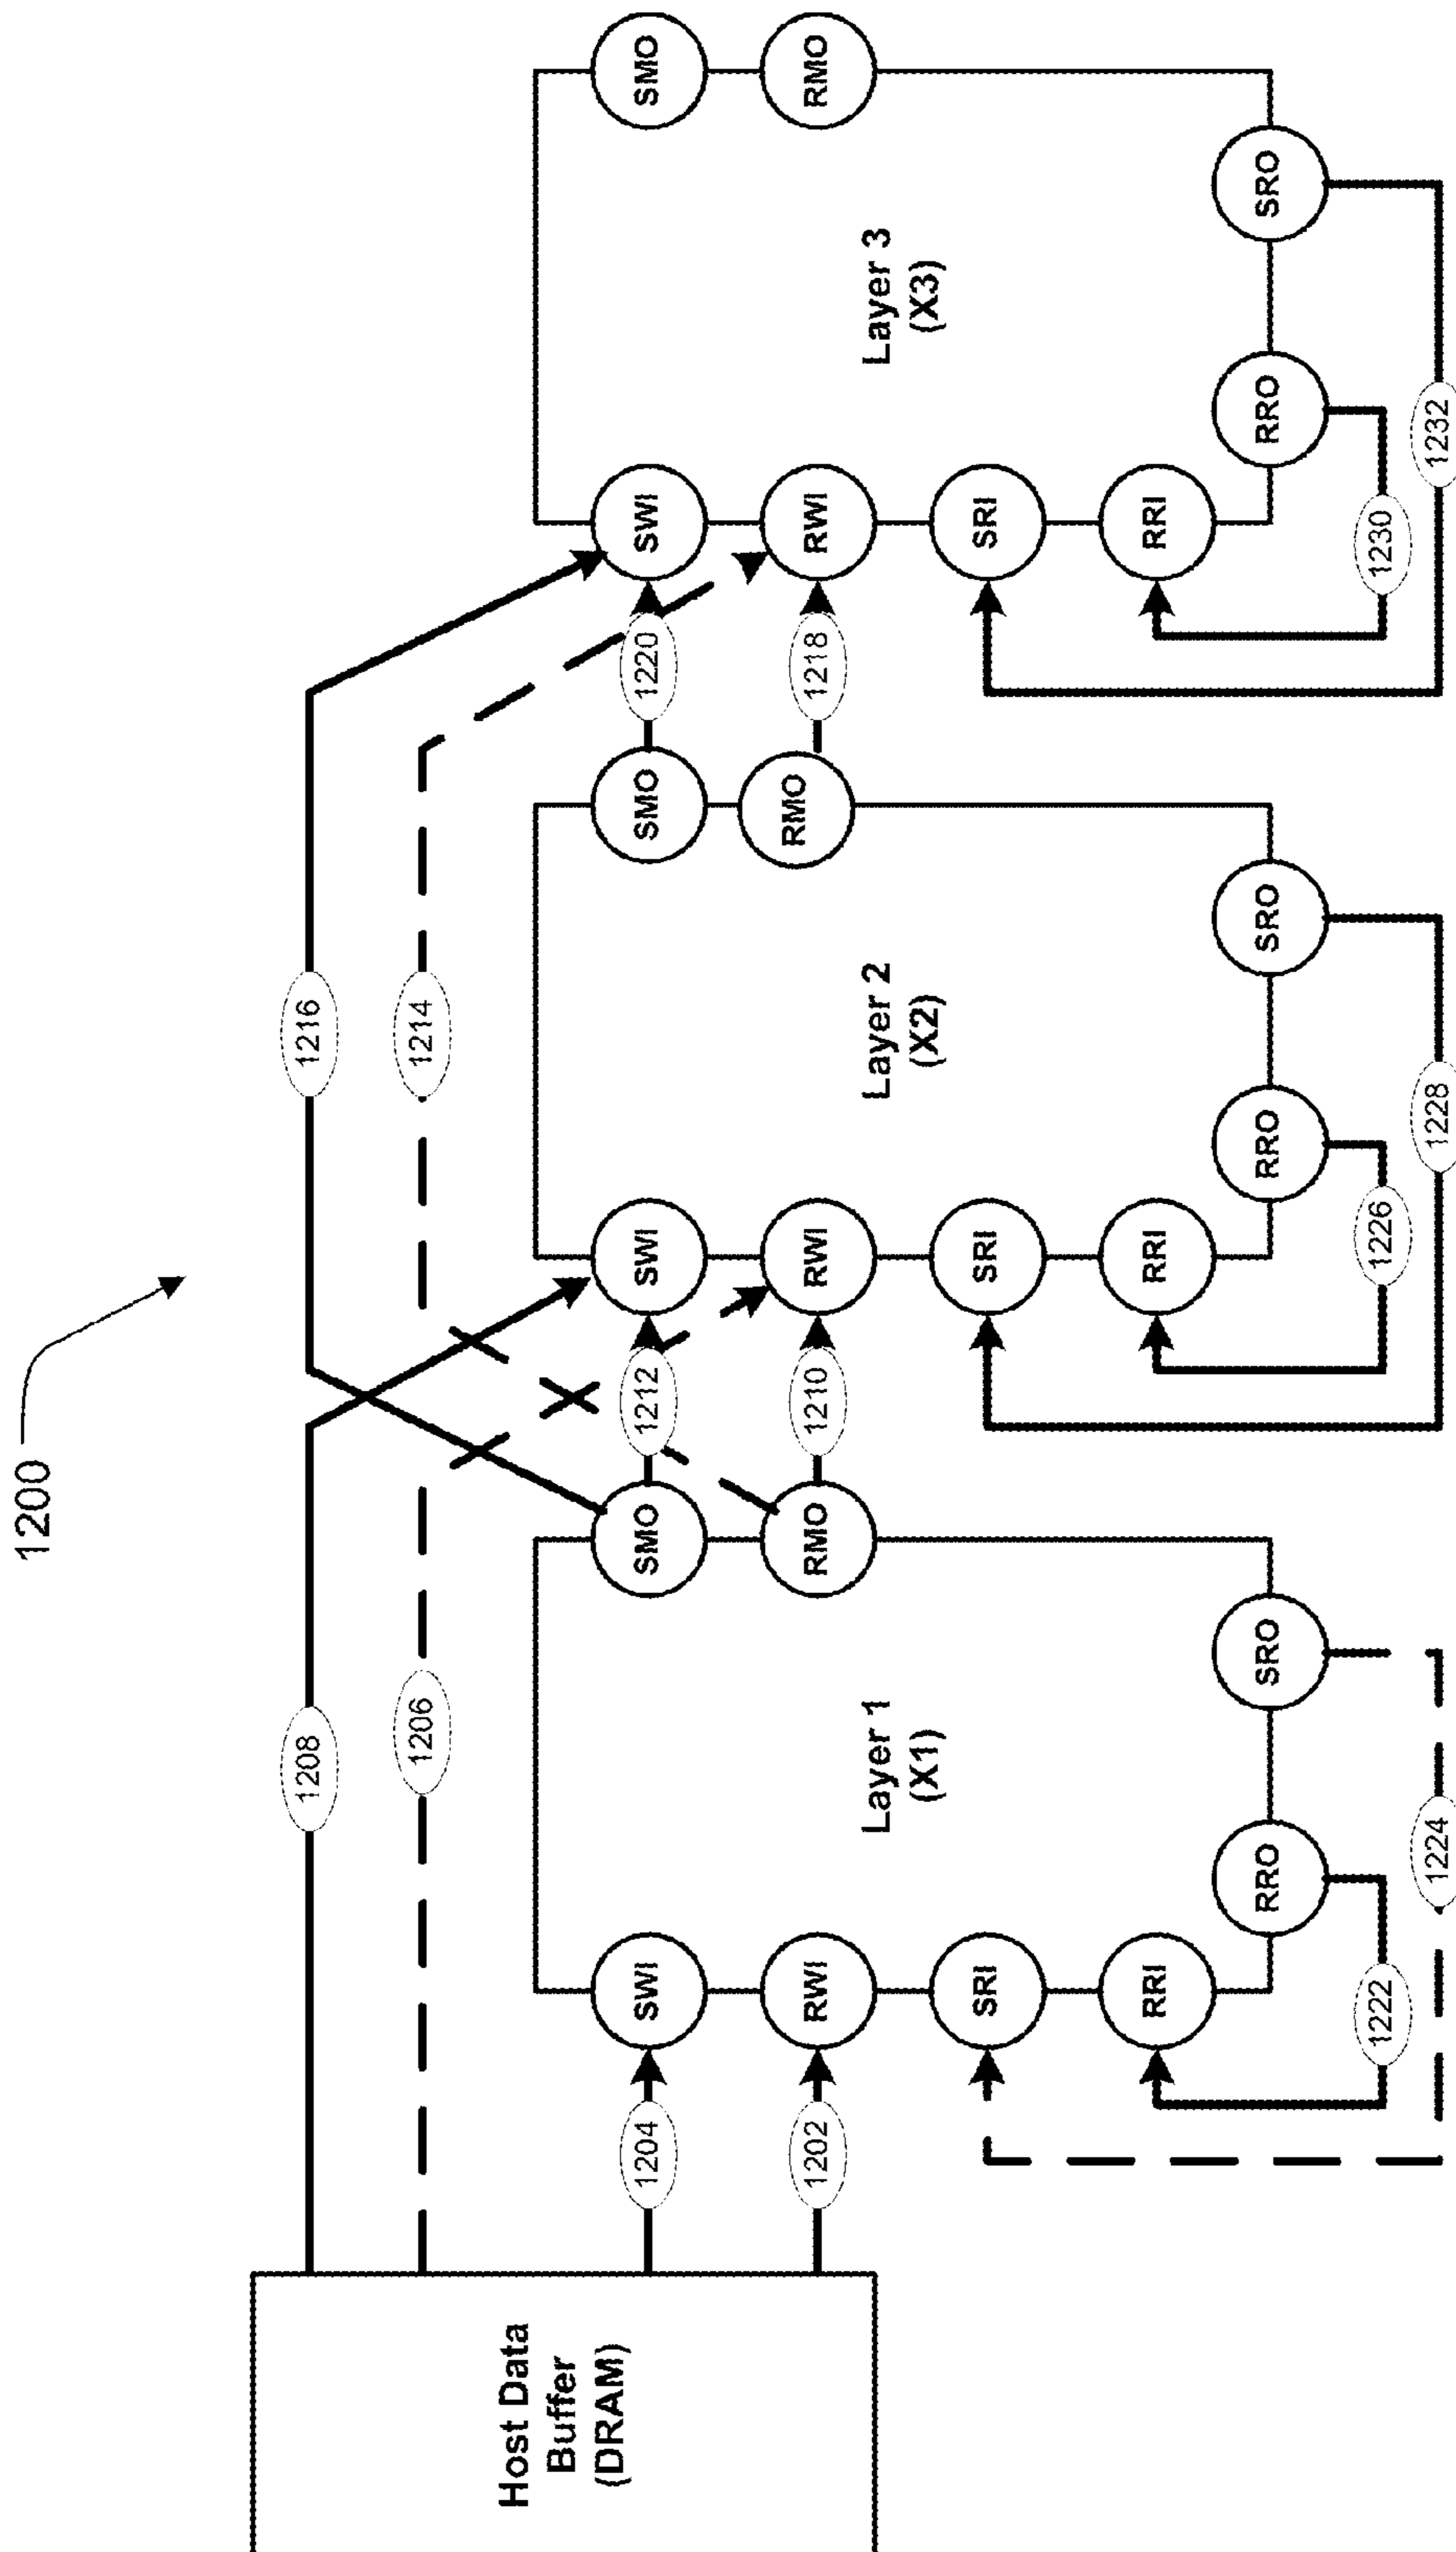 1200
Host Data
Buffer
(DRAM)
1208
1206
1204
1202
1216
1214
SWI
RWI
SRI
RRI
Layer 1
(X1)
SMO
RMO
RRO
SRO
1222
1224
1212
1210
SWI
RWI
SRI
RRI
Layer 2
(X2)
SMO
RMO
RRO
SRO
1226
1228
1220
1218
SWI
RWI
SRI
RRI
Layer 3
(X3)
SMO
RMO
RRO
SRO
1230
1232